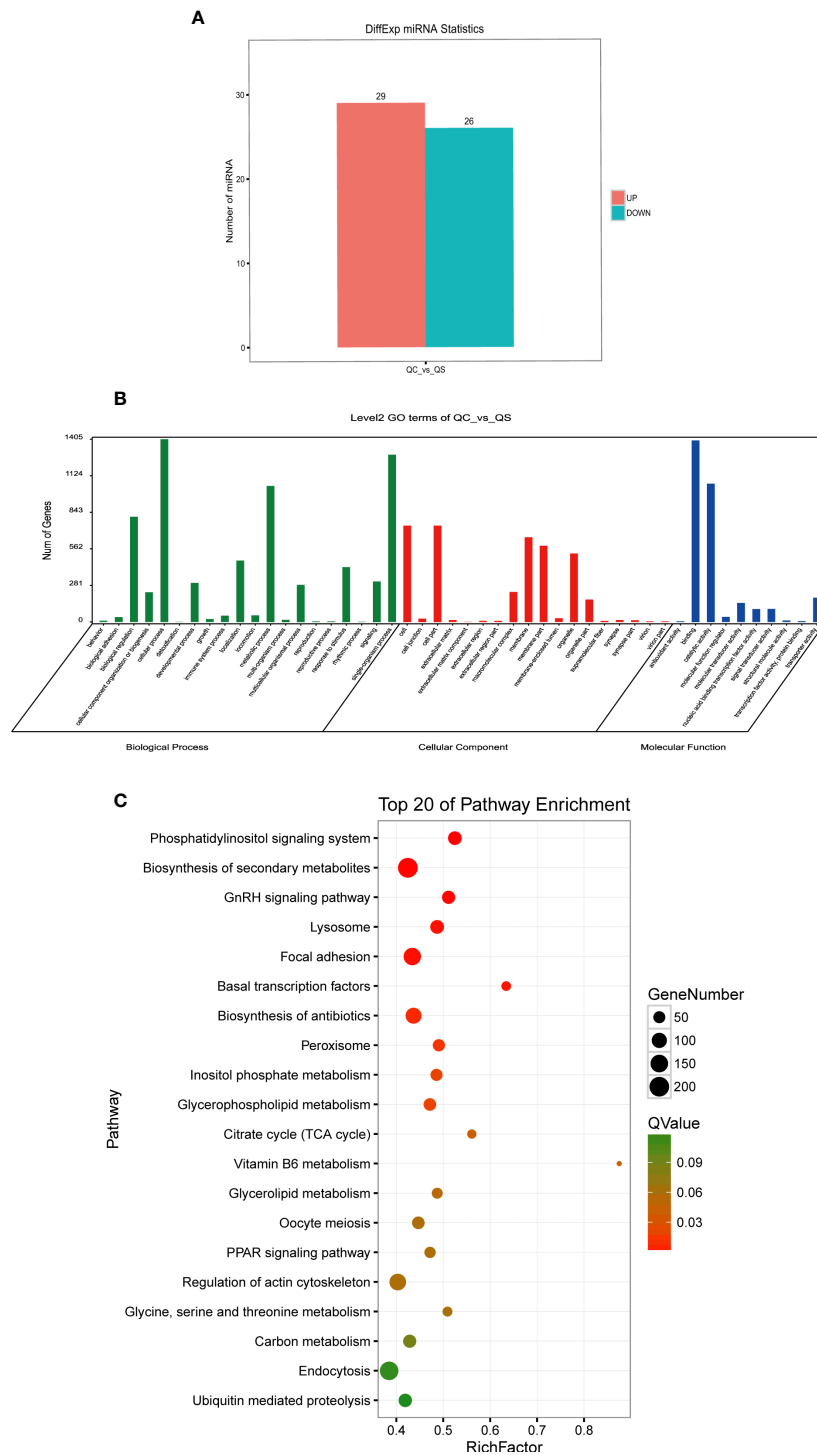 A
DiffExp miRNA Statistics
Number of miRNA
30
20
10
0
29
26
QC_vs_QS
UP
DOWN
B
Level2 GO terms of QC_vs_QS
Num of Genes
1405
1124
843
562
281
0
behavior
biological adhesion
biological regulation
cellular component organization or biogenesis
cellular process
detoxification
developmental process
growth
immune system process
localization
locomotion
metabolic process
multi-organism process
multicellular organismal process
reproduction
reproductive process
response to stimulus
rhythmic process
signaling
single-organism process
cell
cell junction
cell part
extracellular matrix
extracellular matrix component
extracellular region
extracellular region part
macromolecular complex
membrane
membrane part
membrane-enclosed lumen
organelle
organelle part
supramolecular fiber
synapse
synapse part
virion
virion part
antioxidant activity
binding
catalytic activity
molecular function regulator
molecular transducer activity
nucleic acid binding transcription factor activity
signal transducer activity
structural molecule activity
transcription factor activity, protein binding
transporter activity
Biological Process
Cellular Component
Molecular Function
C
Top 20 of Pathway Enrichment
Pathway
Phosphatidylinositol signaling system
Biosynthesis of secondary metabolites
GnRH signaling pathway
Lysosome
Focal adhesion
Basal transcription factors
Biosynthesis of antibiotics
Peroxisome
Inositol phosphate metabolism
Glycerophospholipid metabolism
Citrate cycle (TCA cycle)
Vitamin B6 metabolism
Glycerolipid metabolism
Oocyte meiosis
PPAR signaling pathway
Regulation of actin cytoskeleton
Glycine, serine and threonine metabolism
Carbon metabolism
Endocytosis
Ubiquitin mediated proteolysis
0.4 0.5 0.6 0.7 0.8
RichFactor
GeneNumber
50
100
150
200
QValue
0.09
0.06
0.03